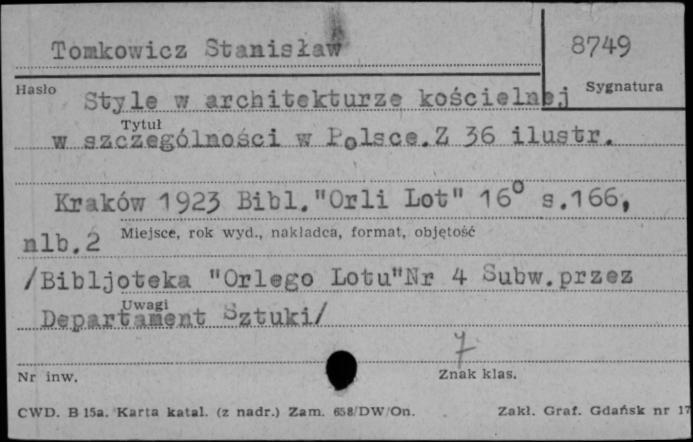 Tomkowicz Stanisław 8749
Hasło Sygnatura
Style w architekturze kościelnej
Tytuł
w szczególności w Polsce.Z 36 ilustr.
Kraków 1923 Bibl."Orli Lot" 16° s.166,
Miejsce, rok wyd., nakładca, format, objętość
nlb.2
/Bibljoteka "Orlego Lotu"Nr 4 Subw.przez
Uwagi
Departament Sztuki/
7
Nr inw. Znak klas.
CWD. B 15a. Karta katal. (z nadr.) Zam. 658/DW/On. Zakł. Graf. Gdańsk nr 17